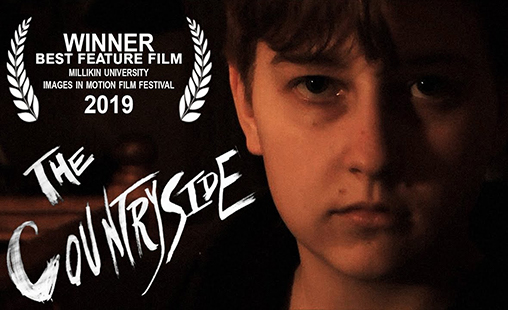 WINNER
BEST FEATURE FILM
MILLIKIN UNIVERSITY
IMAGES IN MOTION FILM FESTIVAL
2019
THE
COUNTRYSIDE